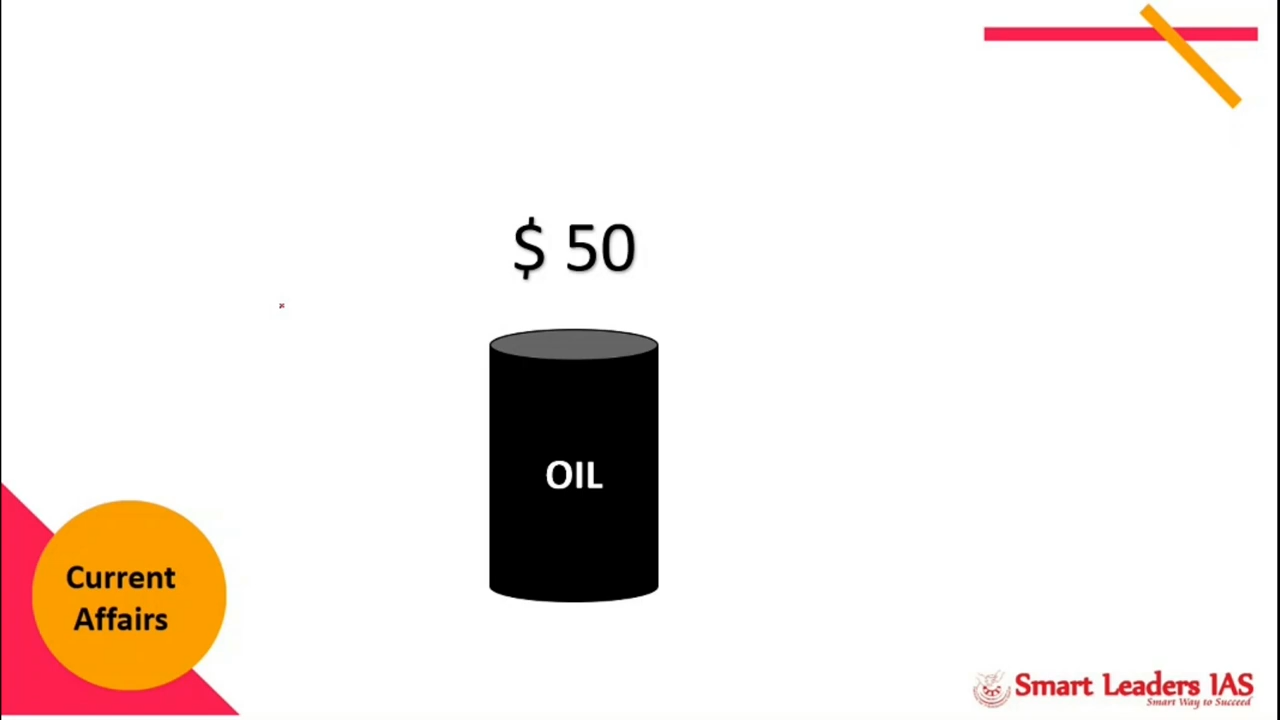 $ 50
OIL
Current
Affairs
Smart Leaders IAS
Smart Way to Succeed